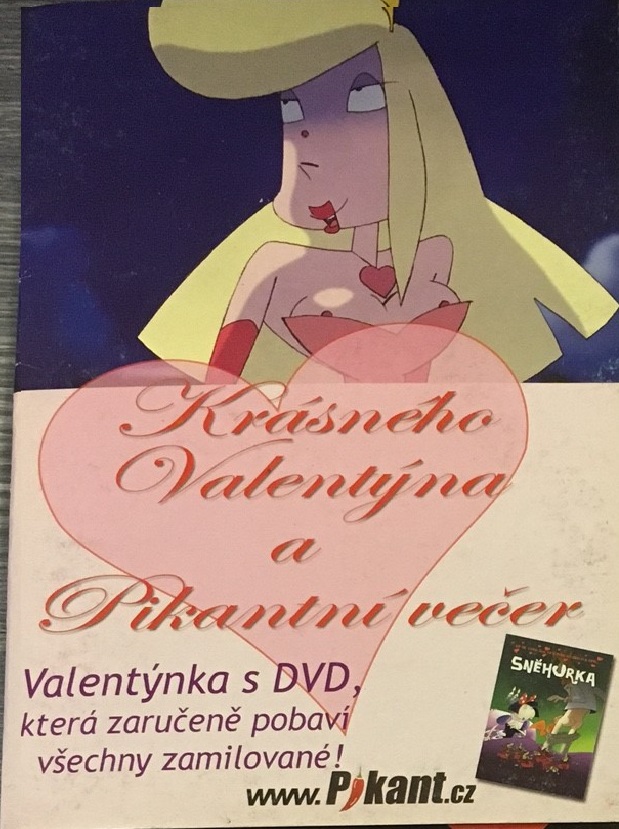 Krásného
Valentýna
a
Pikantní večer
Valentýnka s DVD,
která zaručeně pobaví
všechny zamilované!
SNĚHURKA
www.Pikant.cz